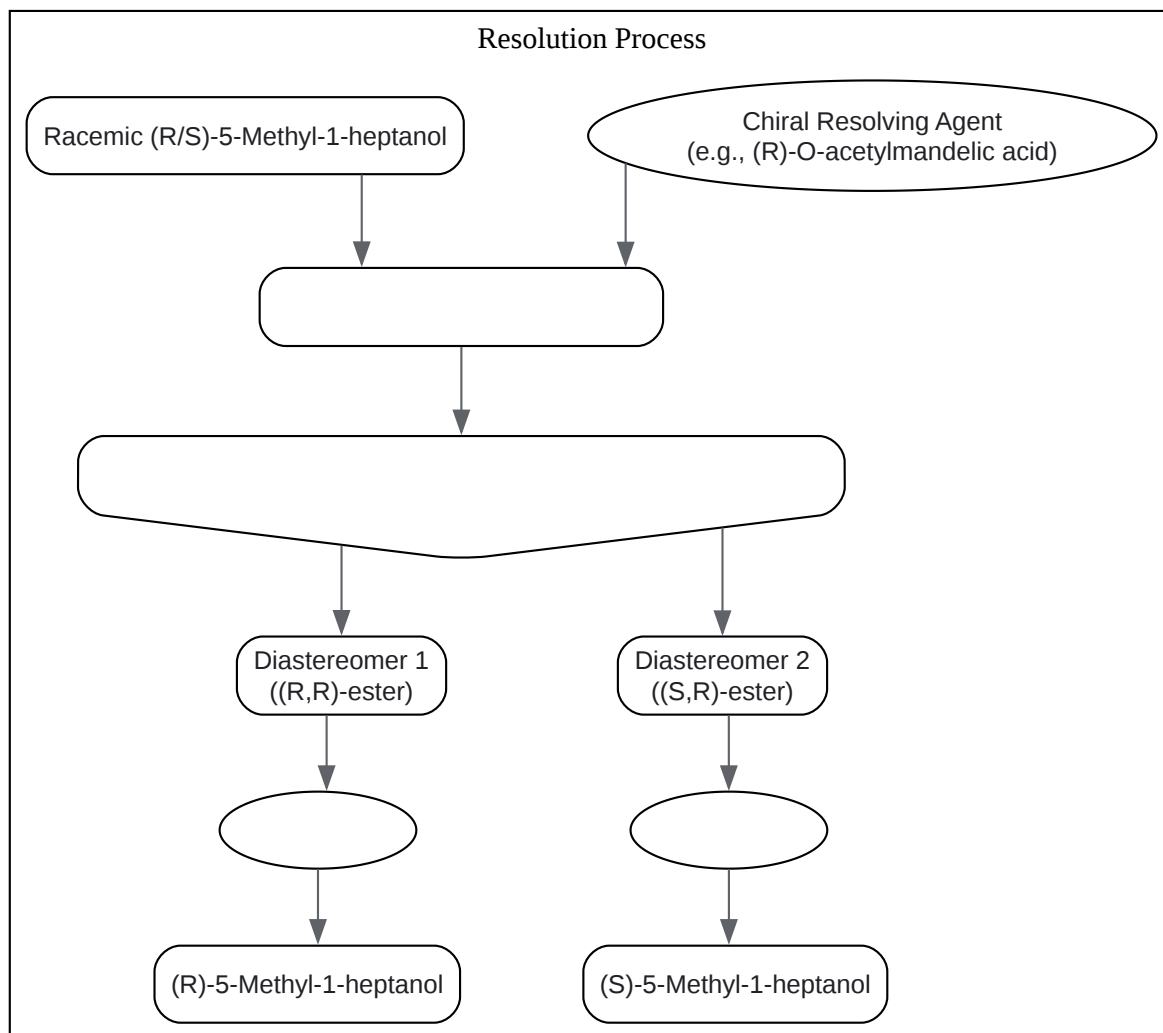 Resolution Process
Racemic (R/S)-5-Methyl-1-heptanol
Chiral Resolving Agent
(e.g., (R)-O-acetylmandelic acid)
Diastereomer 1
((R,R)-ester)
Diastereomer 2
((S,R)-ester)
(R)-5-Methyl-1-heptanol
(S)-5-Methyl-1-heptanol